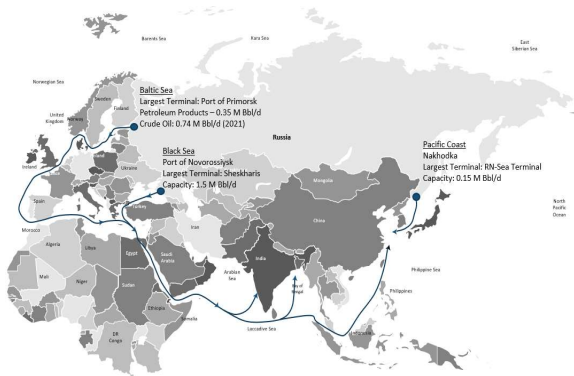 Barents Sea
Kara Sea
East
Siberian Sea
Norwegian Sea
Baltic Sea
Largest Terminal: Port of Primorsk
Petroleum Products – 0.35 M Bbl/d
Crude Oil: 0.74 M Bbl/d (2021)
Sweden
Finland
Norway
United
Kingdom
Ireland
Russia
Black Sea
Port of Novorossiysk
Largest Terminal: Sheskharis
Capacity: 1.5 M Bbl/d
Pacific Coast
Nakhodka
Largest Terminal: RN-Sea Terminal
Capacity: 0.15 M Bbl/d
Ukraine
Mongolia
Spain
Turkey
China
North
Pacific
Ocean
Morocco
Algeria
Libya
Egypt
Iran
Saudi
Arabia
India
Mali
Niger
Sudan
Arabian
Sea
Bay of
Bengal
Philippine Sea
Philippines
Ethiopia
Somalia
Laccadive Sea
DR
Congo